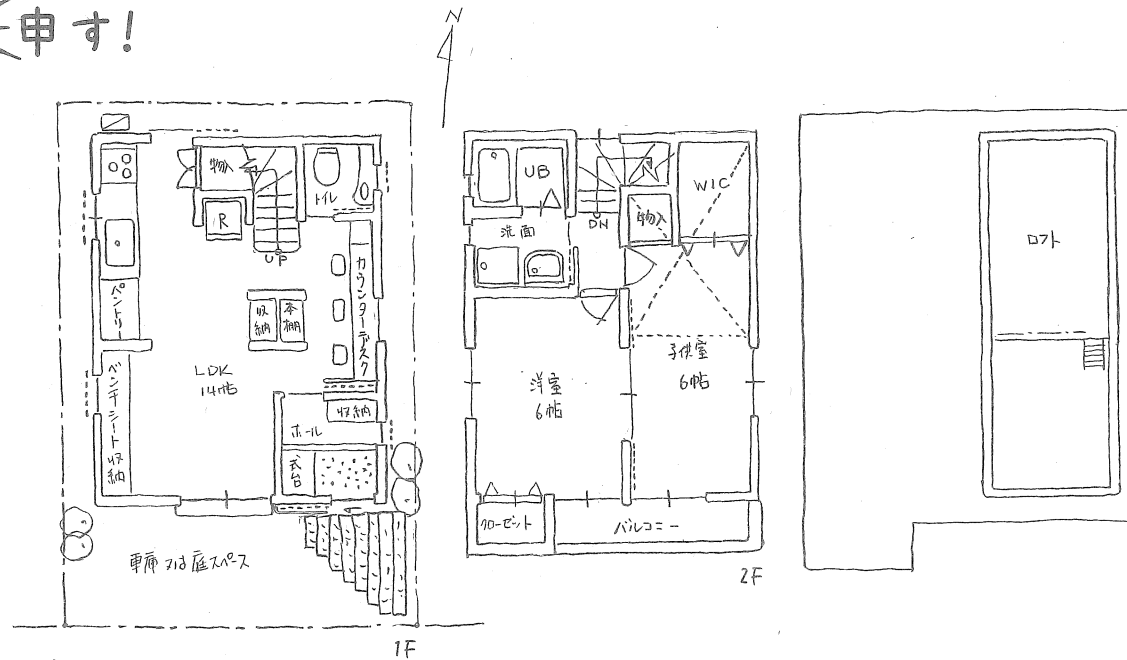 申す!
N
物入
トイレ
R
UP
カウンターデスク
ペントリー
収納
本棚
LDK
14帖
ベンチシート収納
収納
ホール
式台
車庫又は庭スペース
1F
UB
WIC
洗面
DN
物入
洋室
6帖
子供室
6帖
クローゼット
バルコニー
2F
ロフト